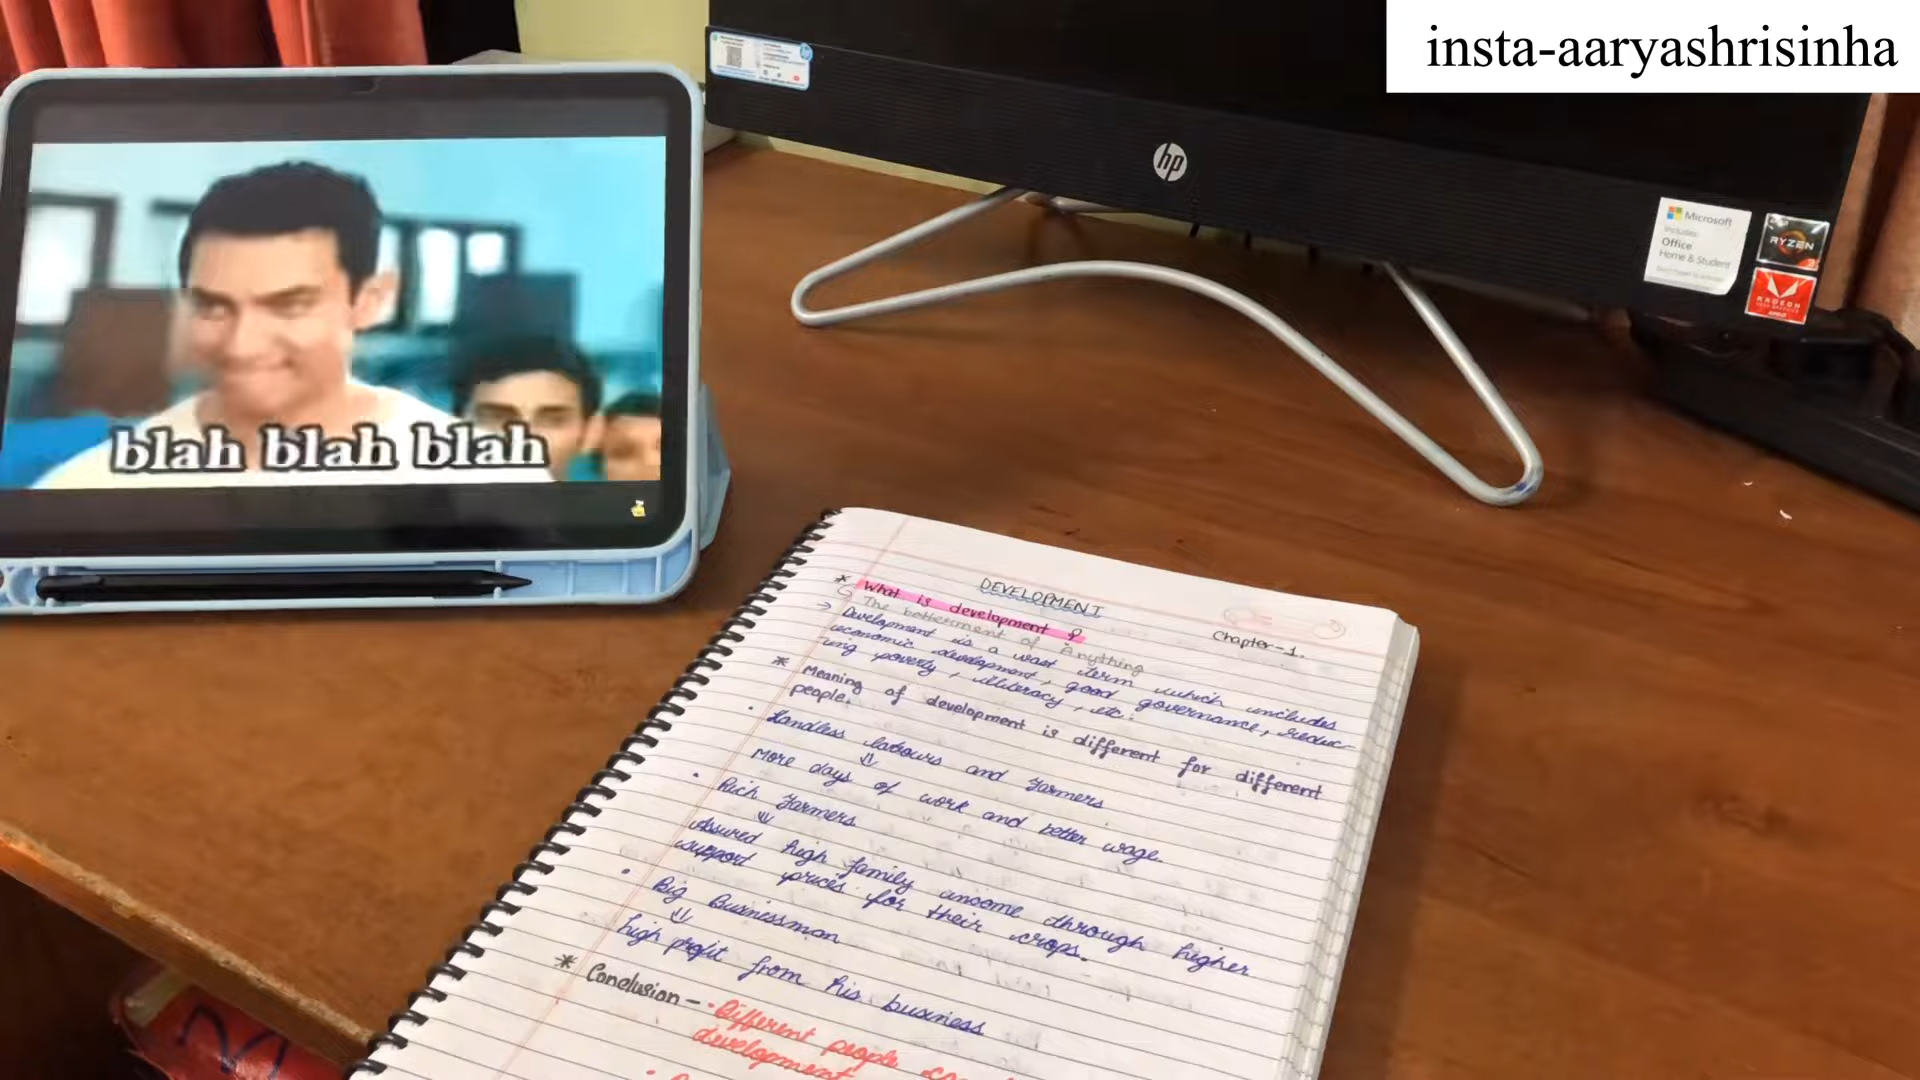 insta-aaryashrisinha
hp
Microsoft
Includes
Office
Home & Student
RYZEN
RADEON
AMD
blah blah blah
DEVELOPMENT
Chapter-1.
* What is development ?
The betterment of Anything
→ Development is a vast term which includes
economic development, good governance, reduc-
ing poverty, illiteracy, etc.
* Meaning of development is different for different
people.
• Landless labours and Farmers
⇓
More days of work and better wage.
• Rich Farmers
⇓
Assured high family income through higher
support prices for their crops.
• Big Businessman
⇓
high profit from his business
* Conclusion - • Different people
development